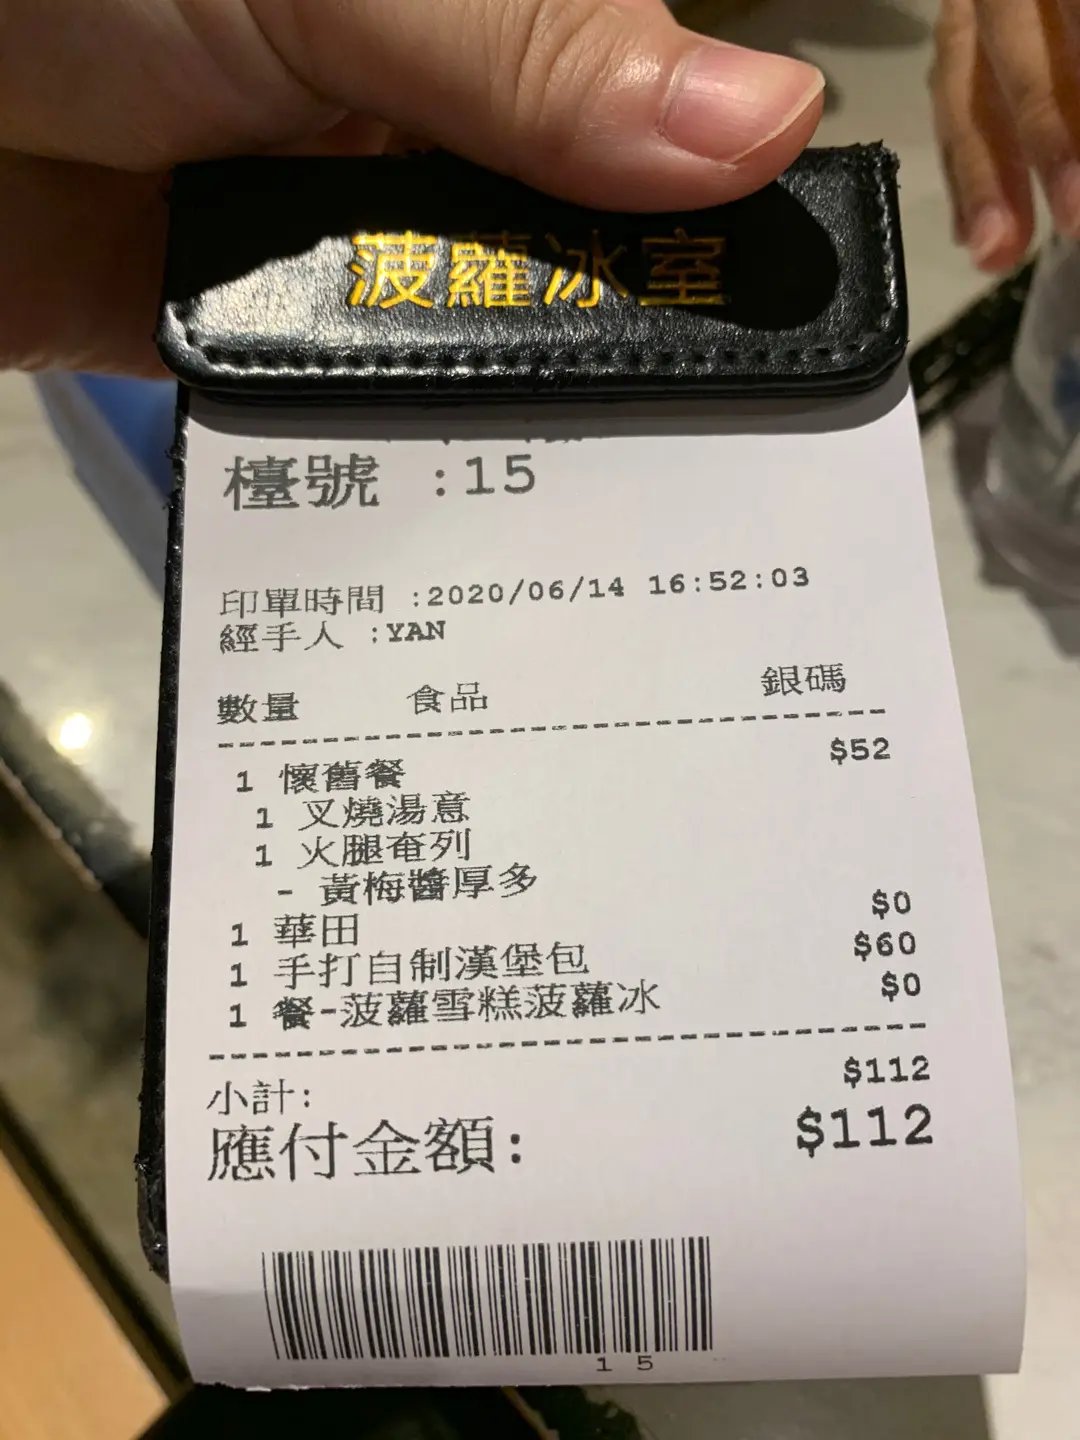 菠蘿冰室
檯號 :15
印單時間 :2020/06/14 16:52:03
經手人 :YAN
數量 食品 銀碼
1 懷舊餐 $52
1 叉燒湯意
1 火腿奄列
- 黃梅醬厚多
1 華田 $0
1 手打自制漢堡包 $60
1 餐-菠蘿雪糕菠蘿冰 $0
小計: $112
應付金額: $112
15